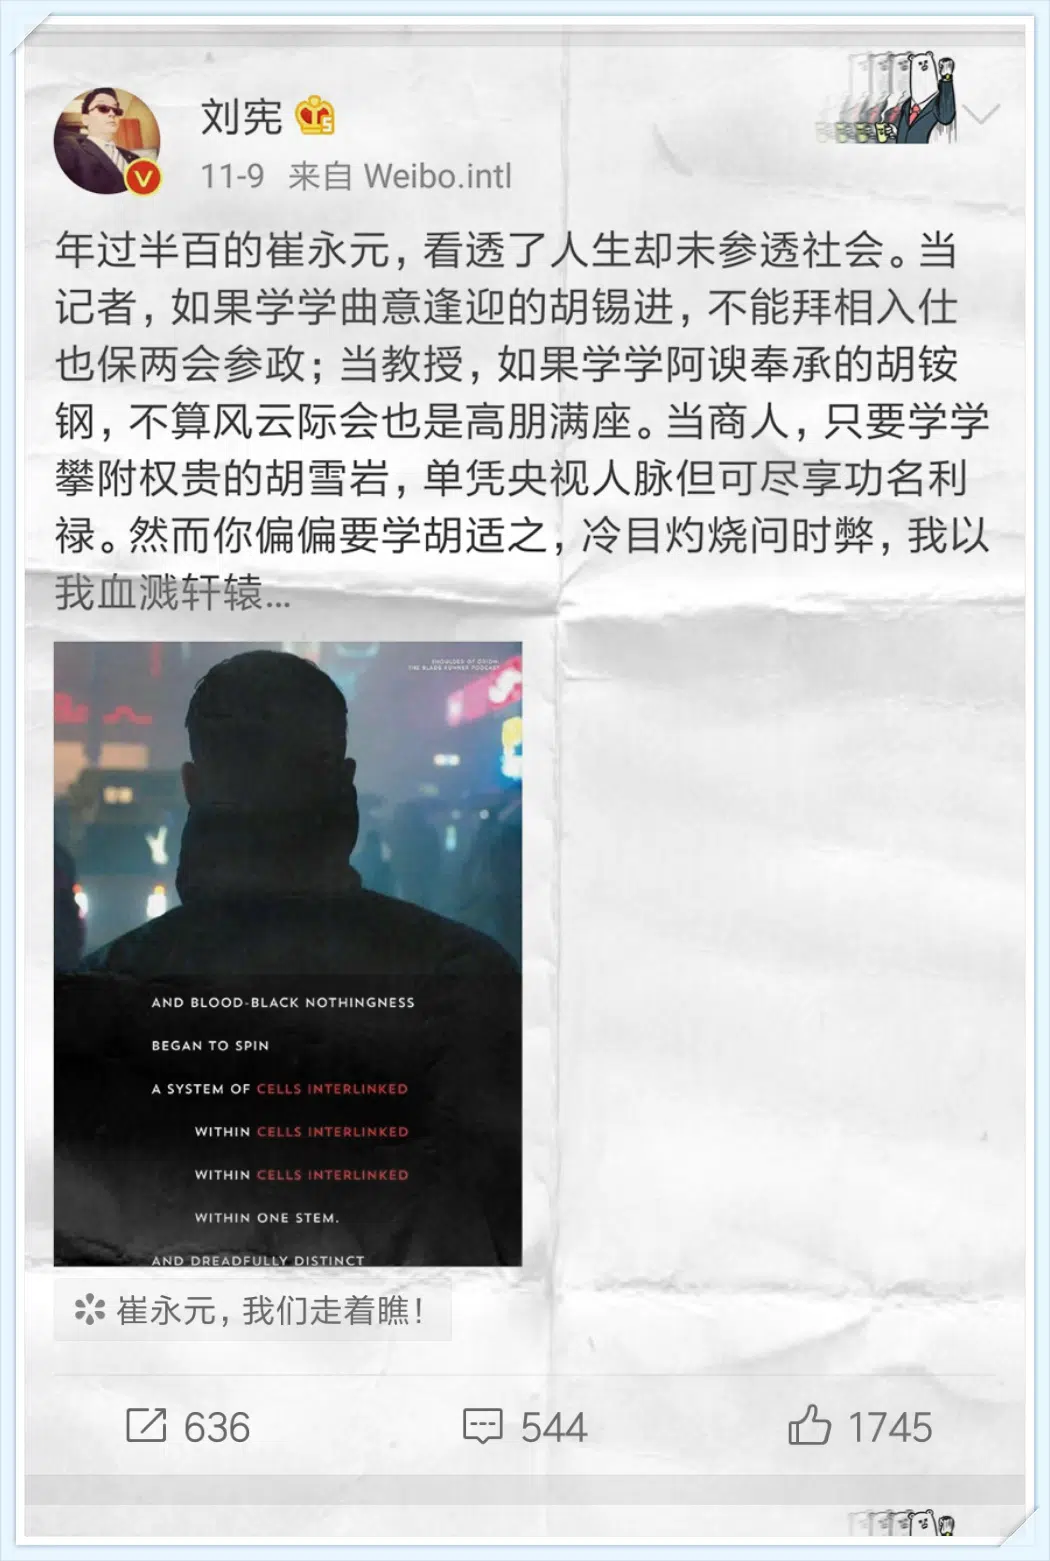 刘宪
11-9 来自 Weibo.intl
年过半百的崔永元，看透了人生却未参透社会。当
记者，如果学学曲意逢迎的胡锡进，不能拜相入仕
也保两会参政；当教授，如果学学阿谀奉承的胡铵
钢，不算风云际会也是高朋满座。当商人，只要学学
攀附权贵的胡雪岩，单凭央视人脉但可尽享功名利
禄。然而你偏偏要学胡适之，冷目灼烧问时弊，我以
我血溅轩辕...
SHOULDER OF ORION:
THE BLADE RUNNER PODCAST
AND BLOOD-BLACK NOTHINGNESS
BEGAN TO SPIN
A SYSTEM OF CELLS INTERLINKED
WITHIN CELLS INTERLINKED
WITHIN CELLS INTERLINKED
WITHIN ONE STEM.
AND DREADFULLY DISTINCT
崔永元，我们走着瞧！
636 544 1745